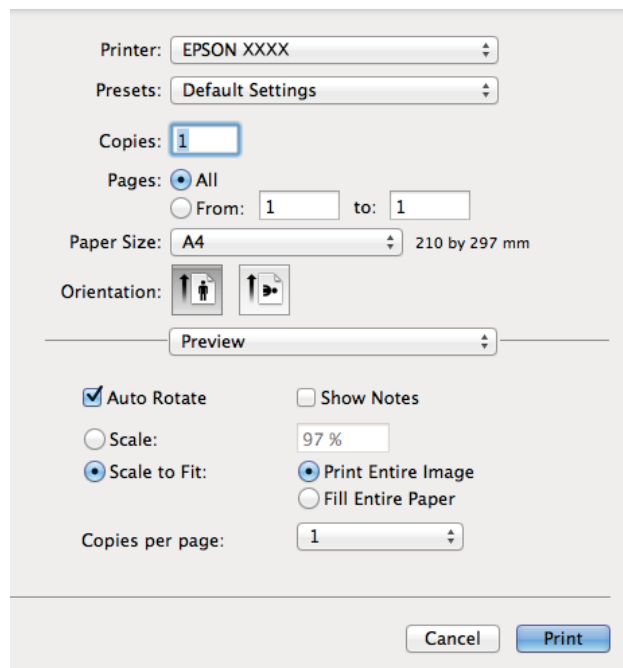 Printer: EPSON XXXX
Presets: Default Settings
Copies: 1
Pages: All
From: 1 to: 1
Paper Size: A4 210 by 297 mm
Orientation:
Preview
Auto Rotate Show Notes
Scale: 97 %
Scale to Fit: Print Entire Image
Fill Entire Paper
Copies per page: 1
Cancel Print